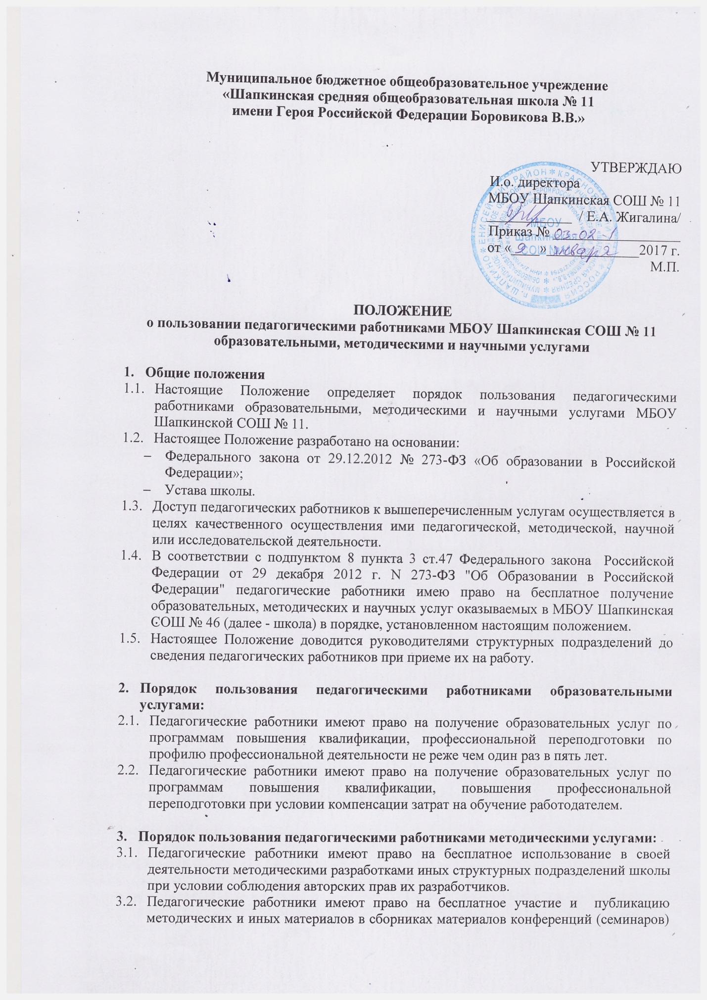 Муниципальное бюджетное общеобразовательное учреждение
«Шапкинская средняя общеобразовательная школа № 11
имени Героя Российской Федерации Боровикова В.В.»
УТВЕРЖДАЮ
И.о. директора
МБОУ Шапкинская СОШ № 11
/ Е.А. Жигалина/
Приказ № 03-02-1
от «9» января 2017 г.
М.П.
МБОУ
Шапкинская
СОШ №
ПОЛОЖЕНИЕ
о пользовании педагогическими работниками МБОУ Шапкинская СОШ № 11
образовательными, методическими и научными услугами
1. Общие положения
1.1. Настоящие Положение определяет порядок пользования педагогическими
работниками образовательными, методическими и научными услугами МБОУ
Шапкинской СОШ № 11.
1.2. Настоящее Положение разработано на основании:
– Федерального закона от 29.12.2012 № 273-ФЗ «Об образовании в Российской
Федерации»;
– Устава школы.
1.3. Доступ педагогических работников к вышеперечисленным услугам осуществляется в
целях качественного осуществления ими педагогической, методической, научной
или исследовательской деятельности.
1.4. В соответствии с подпунктом 8 пункта 3 ст.47 Федерального закона Российской
Федерации от 29 декабря 2012 г. N 273-ФЗ "Об Образовании в Российской
Федерации" педагогические работники имею право на бесплатное получение
образовательных, методических и научных услуг оказываемых в МБОУ Шапкинская
СОШ № 46 (далее - школа) в порядке, установленном настоящим положением.
1.5. Настоящее Положение доводится руководителями структурных подразделений до
сведения педагогических работников при приеме их на работу.
2. Порядок пользования педагогическими работниками образовательными
услугами:
2.1. Педагогические работники имеют право на получение образовательных услуг по
программам повышения квалификации, профессиональной переподготовки по
профилю профессиональной деятельности не реже чем один раз в пять лет.
2.2. Педагогические работники имеют право на получение образовательных услуг по
программам повышения квалификации, повышения профессиональной
переподготовки при условии компенсации затрат на обучение работодателем.
3. Порядок пользования педагогическими работниками методическими услугами:
3.1. Педагогические работники имеют право на бесплатное использование в своей
деятельности методическими разработками иных структурных подразделений школы
при условии соблюдения авторских прав их разработчиков.
3.2. Педагогические работники имеют право на бесплатное участие и публикацию
методических и иных материалов в сборниках материалов конференций (семинаров)